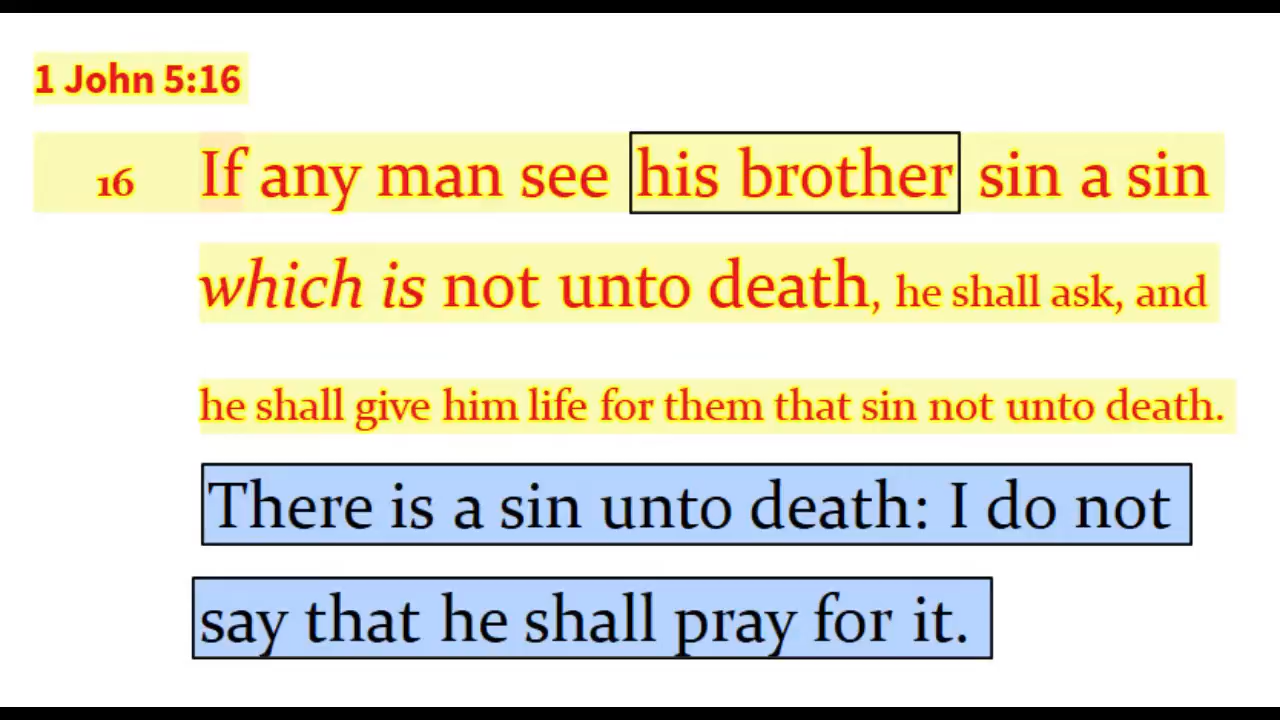 1 John 5:16
16 If any man see his brother sin a sin
which is not unto death, he shall ask, and
he shall give him life for them that sin not unto death.
There is a sin unto death: I do not
say that he shall pray for it.